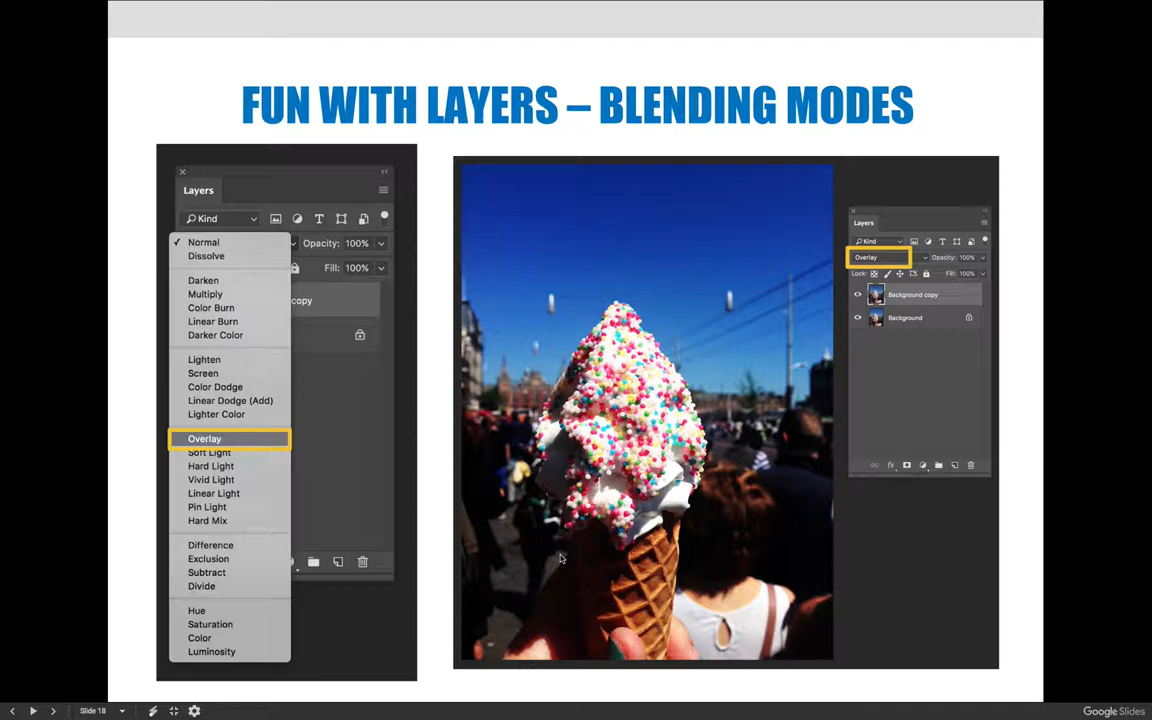 FUN WITH LAYERS – BLENDING MODES
Layers
Kind
Normal
Opacity: 100%
Dissolve
Fill: 100%
Darken
Multiply
copy
Color Burn
Linear Burn
Darker Color
Lighten
Screen
Color Dodge
Linear Dodge (Add)
Lighter Color
Overlay
Soft Light
Hard Light
Vivid Light
Linear Light
Pin Light
Hard Mix
Difference
Exclusion
Subtract
Divide
Hue
Saturation
Color
Luminosity
Layers
Kind
Overlay Opacity: 100%
Lock: Fill: 100%
Background copy
Background
fx
Slide 18
Google Slides